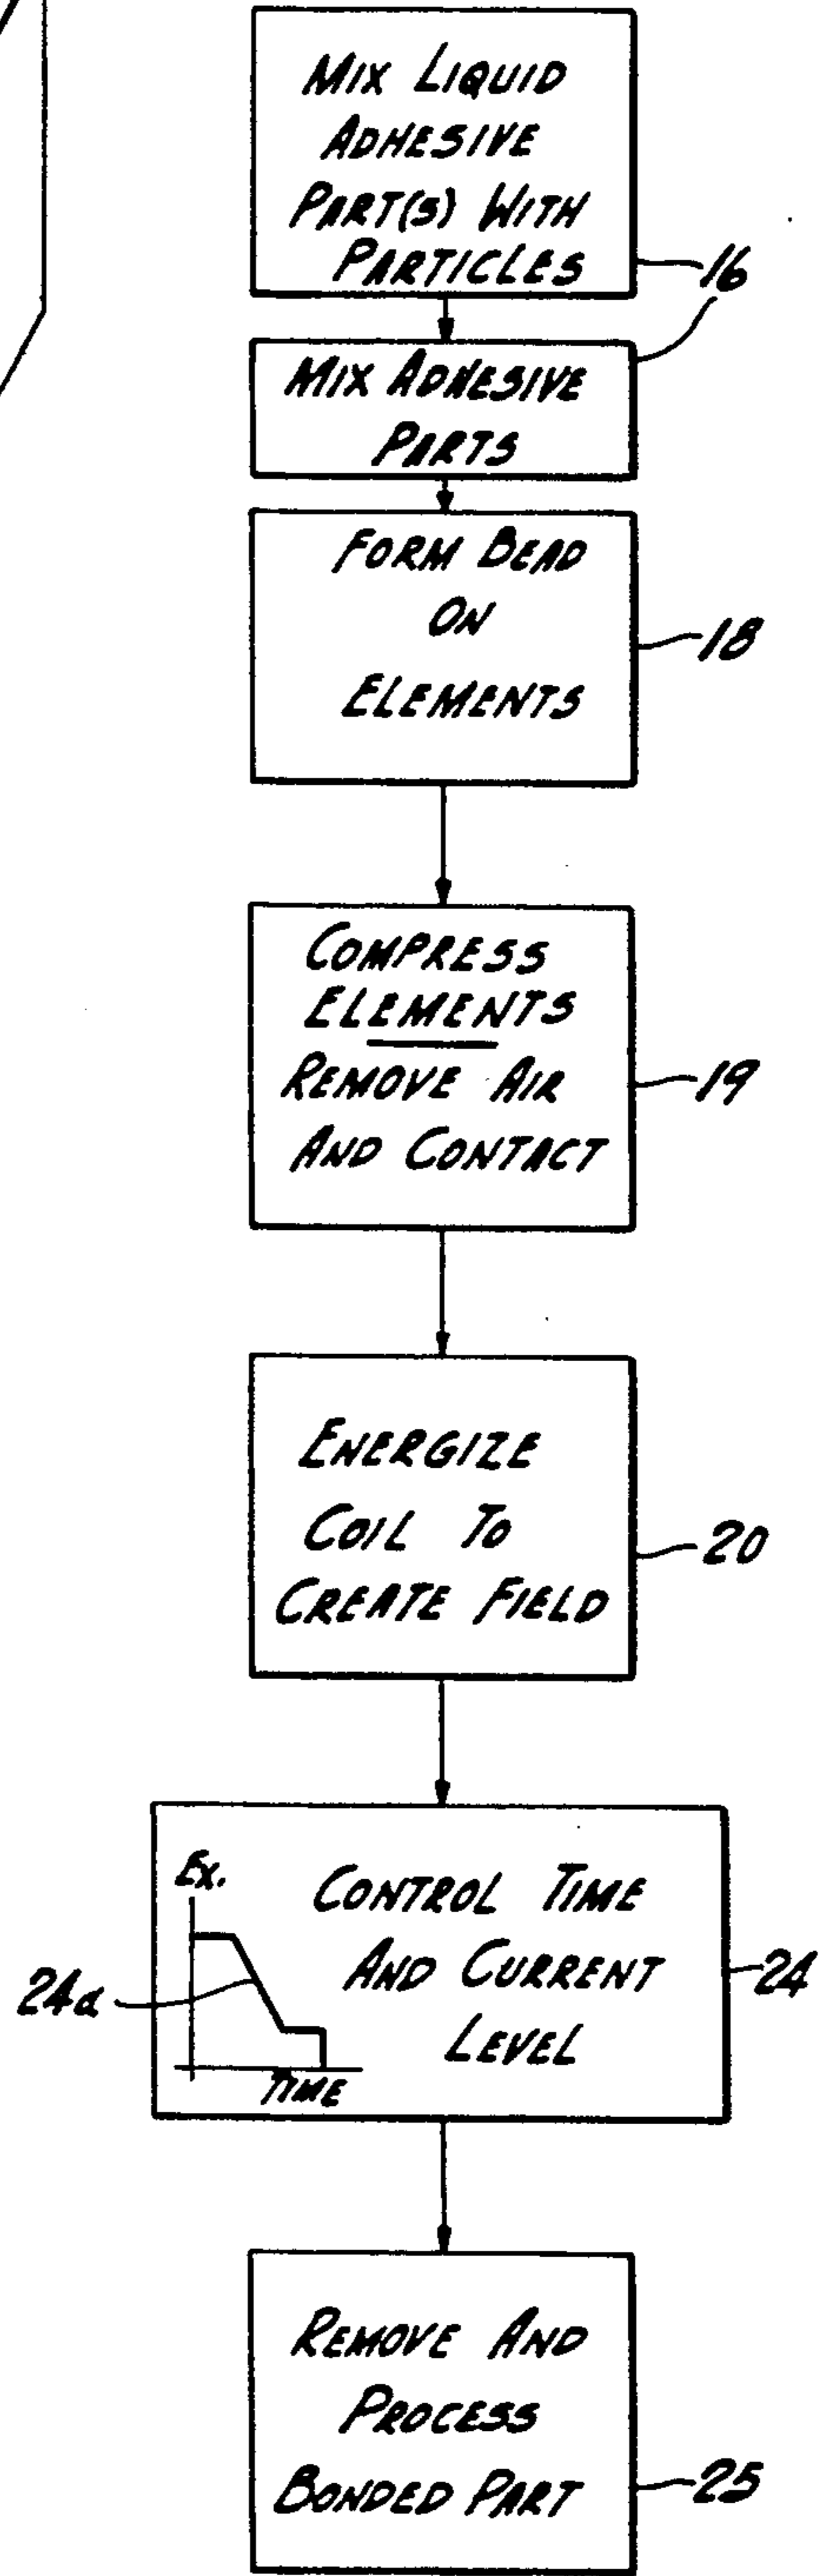 MIX LIQUID
ADHESIVE
PART(S) WITH
PARTICLES
16
MIX ADHESIVE
PARTS
FORM BEAD
ON
ELEMENTS
18
COMPRESS
ELEMENTS
REMOVE AIR
AND CONTACT
19
ENERGIZE
COIL TO
CREATE FIELD
20
EX.
CONTROL TIME
AND CURRENT
LEVEL
24
24a
TIME
REMOVE AND
PROCESS
BONDED PART
25